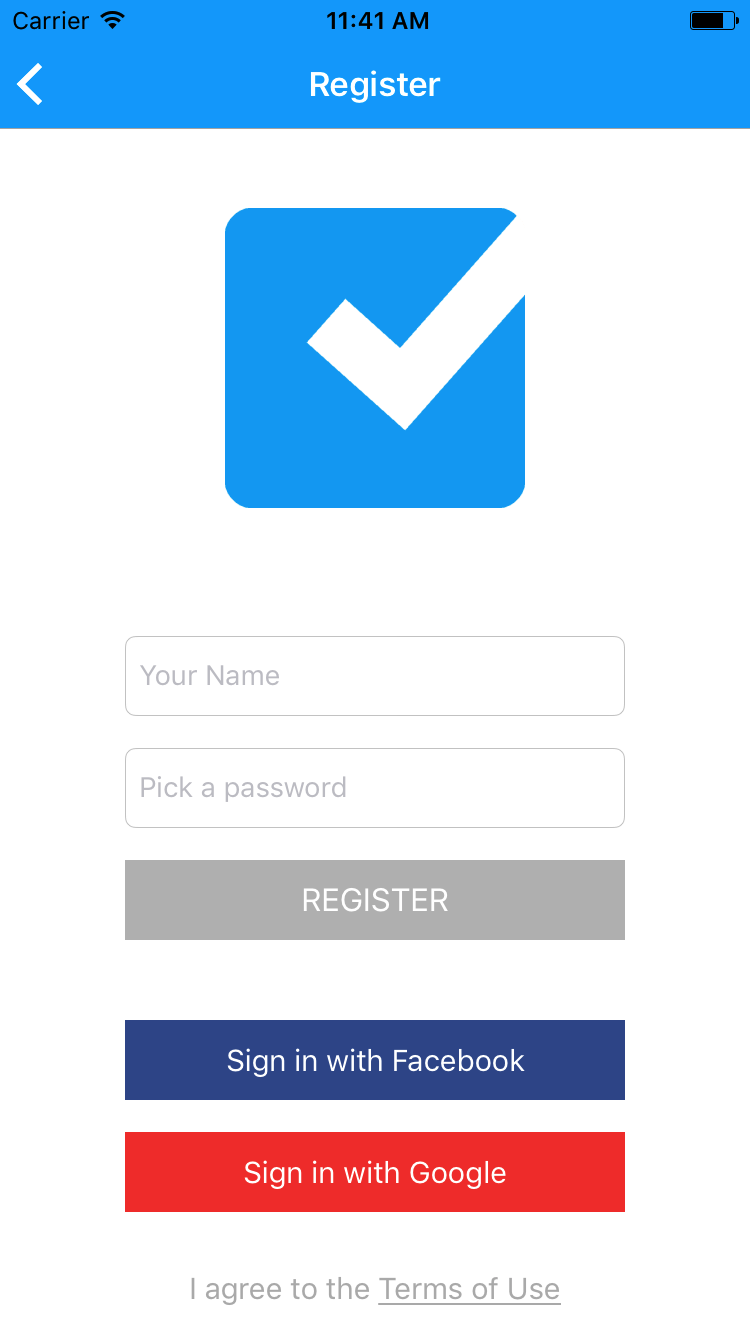 Carrier 11:41 AM
Register
Your Name
Pick a password
REGISTER
Sign in with Facebook
Sign in with Google
I agree to the Terms of Use